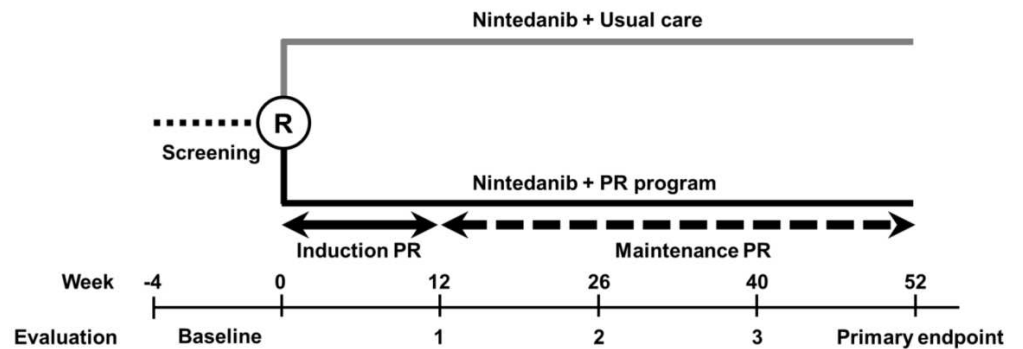 Nintedanib + Usual care
R
Screening
Nintedanib + PR program
Induction PR
Maintenance PR
Week -4 0 12 26 40 52
Evaluation Baseline 1 2 3 Primary endpoint